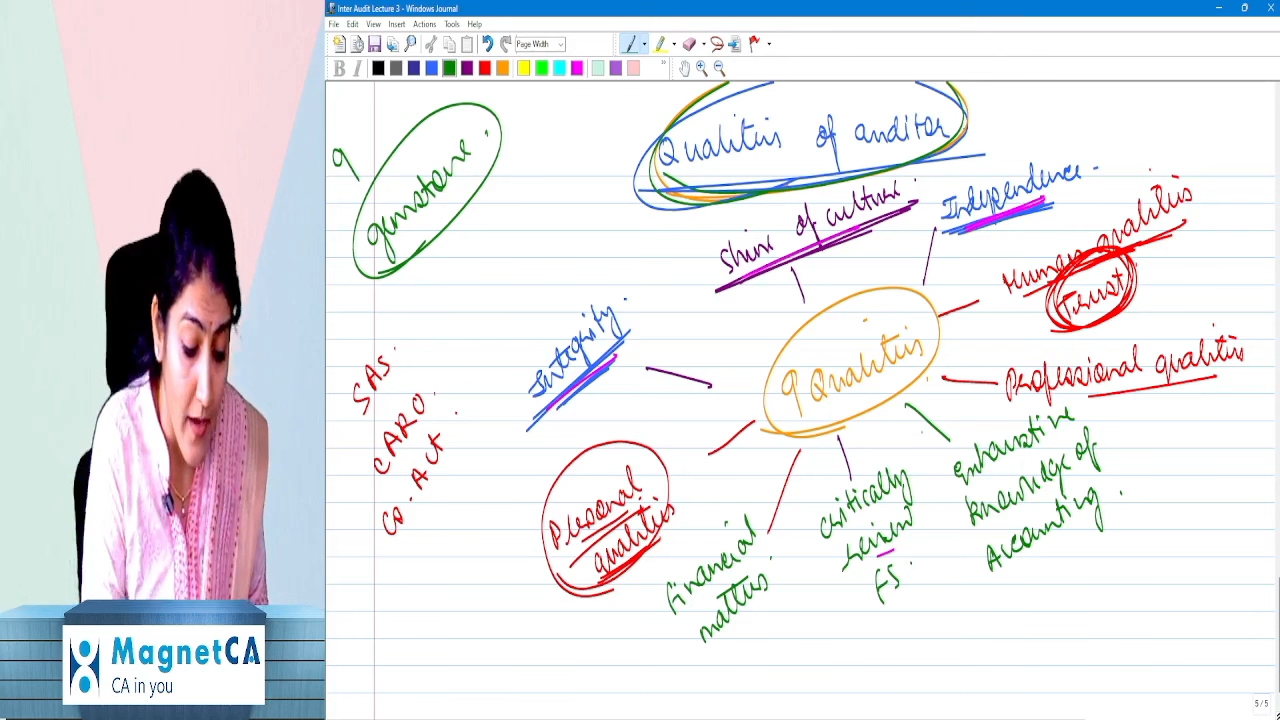 Inter Audit Lecture 3 - Windows Journal
File Edit View Insert Actions Tools Help
Page Width
B I
Qualities of auditor
9
gemstone.
Shine of culture.
Independence.
Human qualities
Trust
Integrity.
9 Qualities
Professional qualities
SAs.
CARO.
Co. Act
Personal
qualities
Financial
matters.
critically
FS.
Exhaustive
knowledge of
Accounting.
MagnetCA
CA in you
5/5